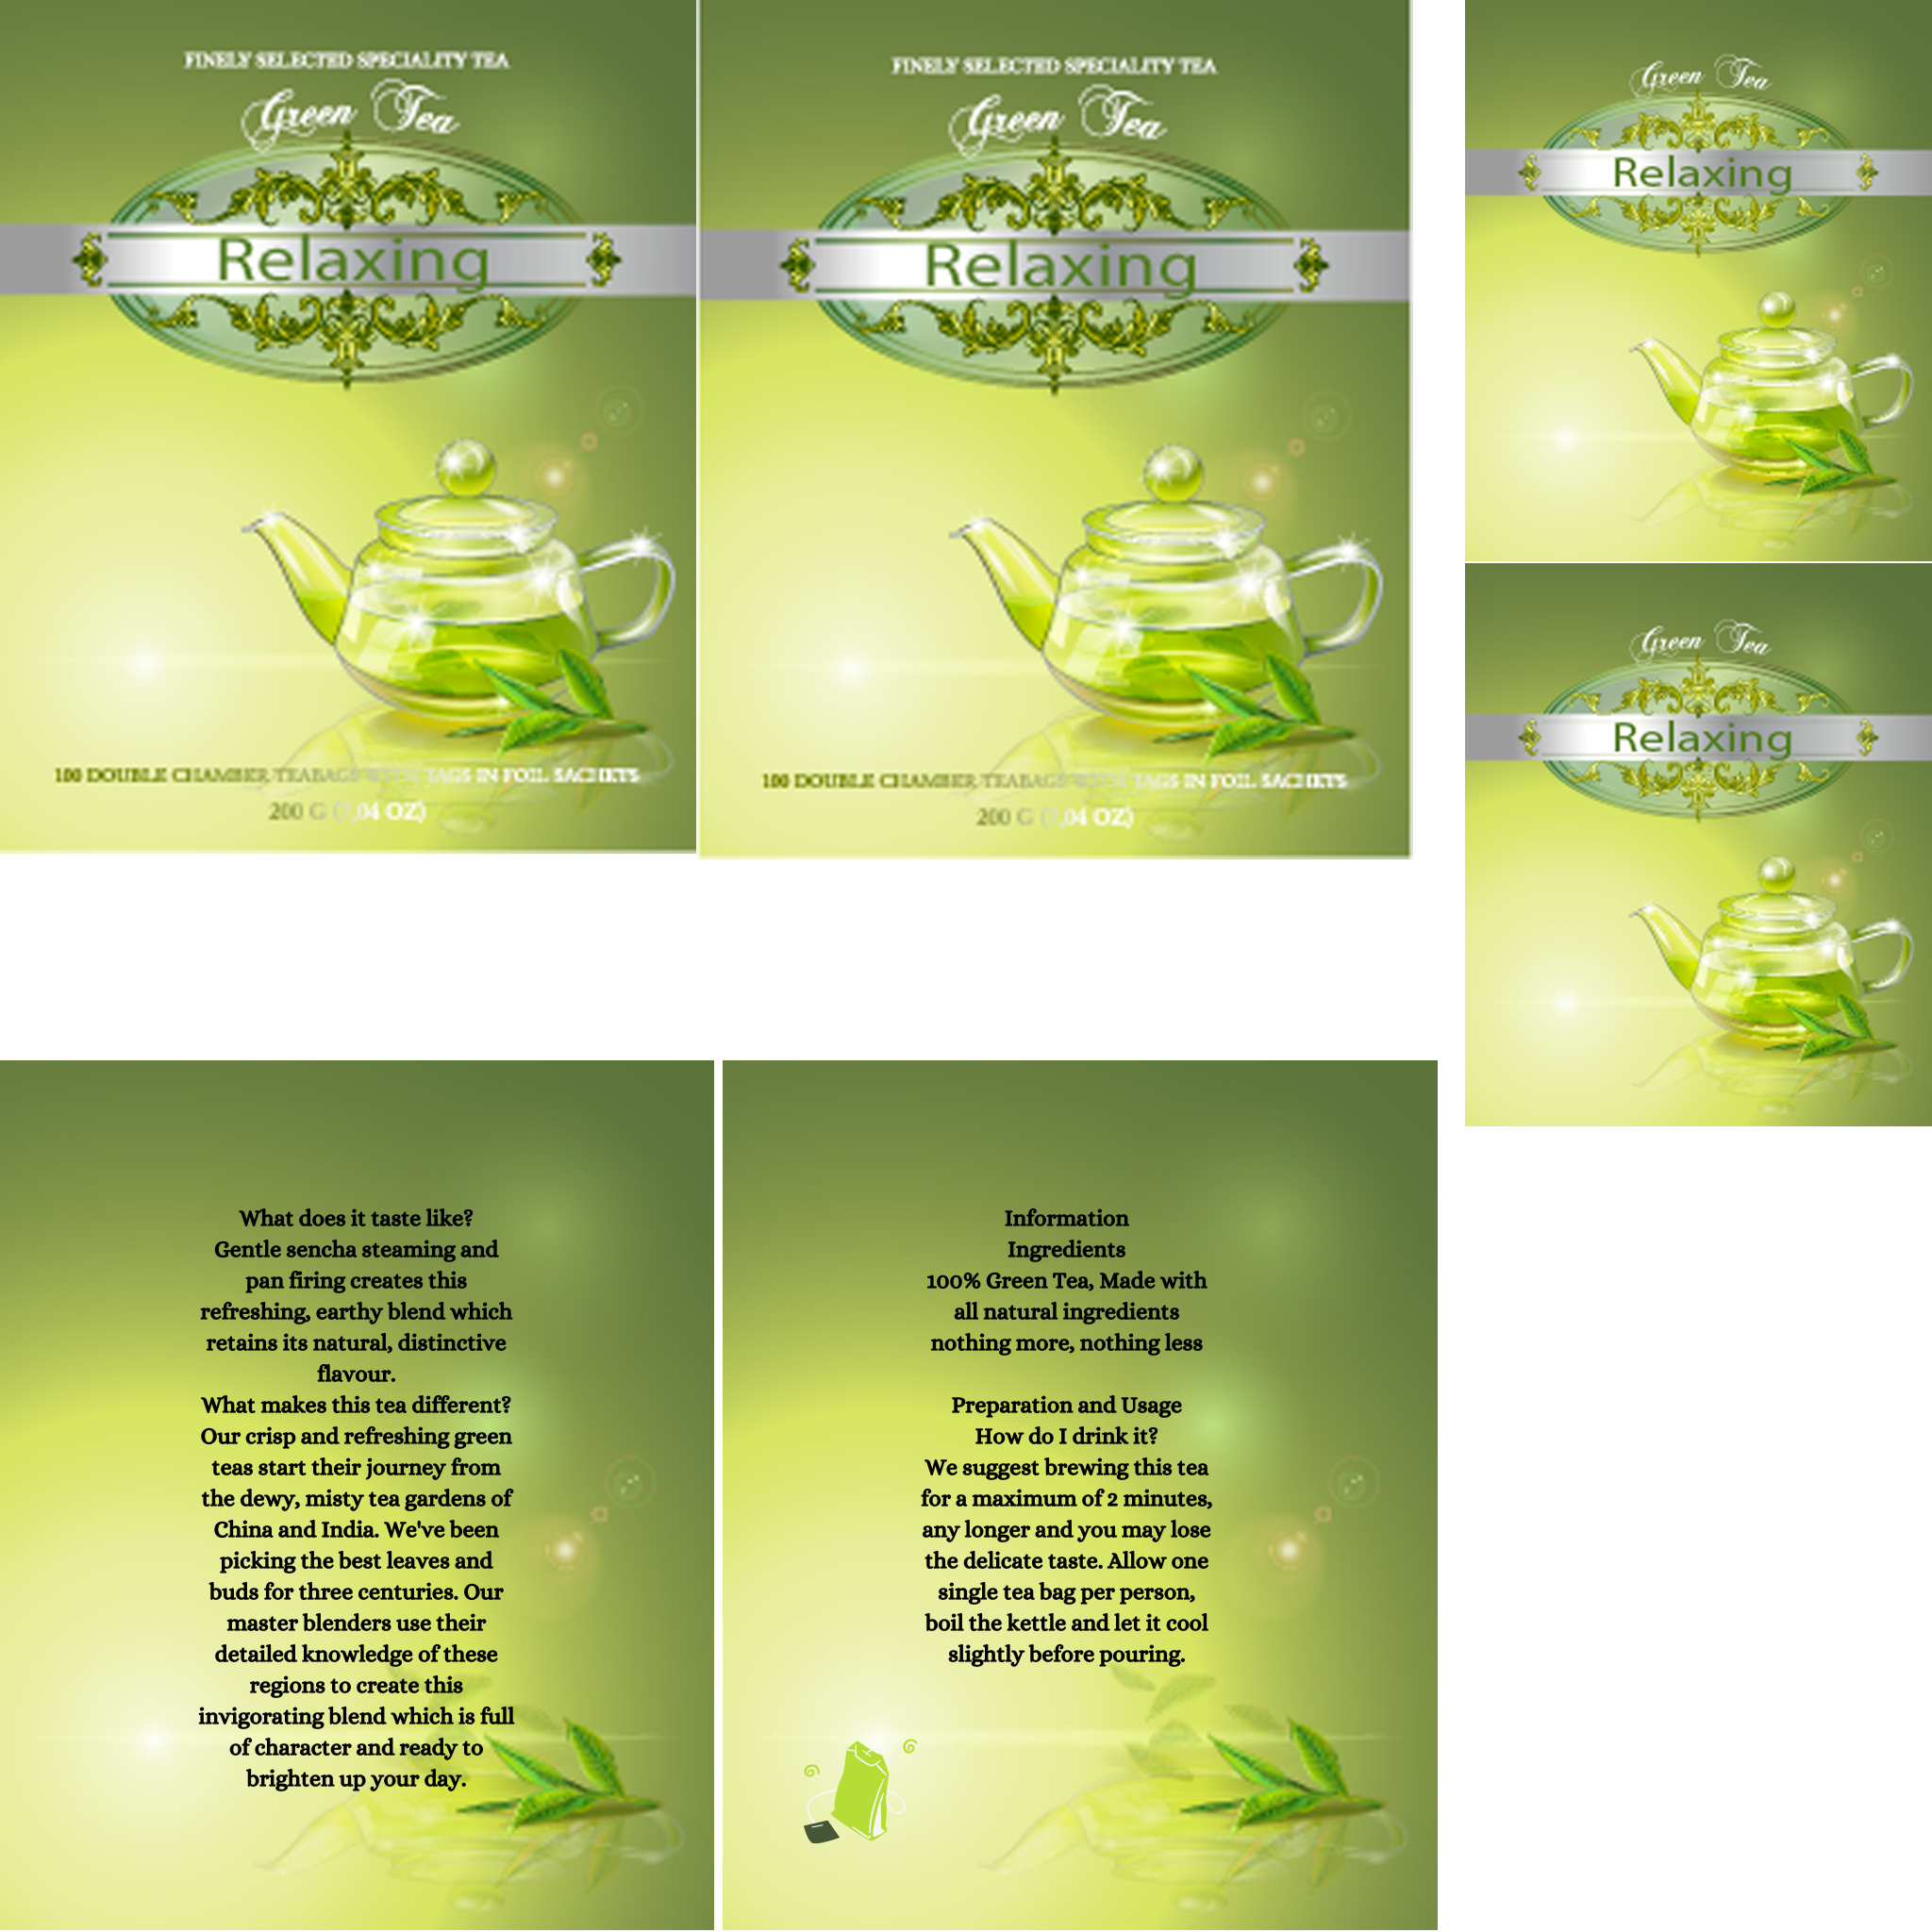 FINELY SELECTED SPECIALITY TEA
Green Tea
Relaxing
100 DOUBLE CHAMBER TEABAGS WITH TAGS IN FOIL SACHETS
200 G (7,04 OZ)
FINELY SELECTED SPECIALITY TEA
Green Tea
Relaxing
100 DOUBLE CHAMBER TEABAGS WITH TAGS IN FOIL SACHETS
200 G (7,04 OZ)
Green Tea
Relaxing
Green Tea
Relaxing
What does it taste like?
Gentle sencha steaming and
pan firing creates this
refreshing, earthy blend which
retains its natural, distinctive
flavour.
What makes this tea different?
Our crisp and refreshing green
teas start their journey from
the dewy, misty tea gardens of
China and India. We've been
picking the best leaves and
buds for three centuries. Our
master blenders use their
detailed knowledge of these
regions to create this
invigorating blend which is full
of character and ready to
brighten up your day.
Information
Ingredients
100% Green Tea, Made with
all natural ingredients
nothing more, nothing less
Preparation and Usage
How do I drink it?
We suggest brewing this tea
for a maximum of 2 minutes,
any longer and you may lose
the delicate taste. Allow one
single tea bag per person,
boil the kettle and let it cool
slightly before pouring.